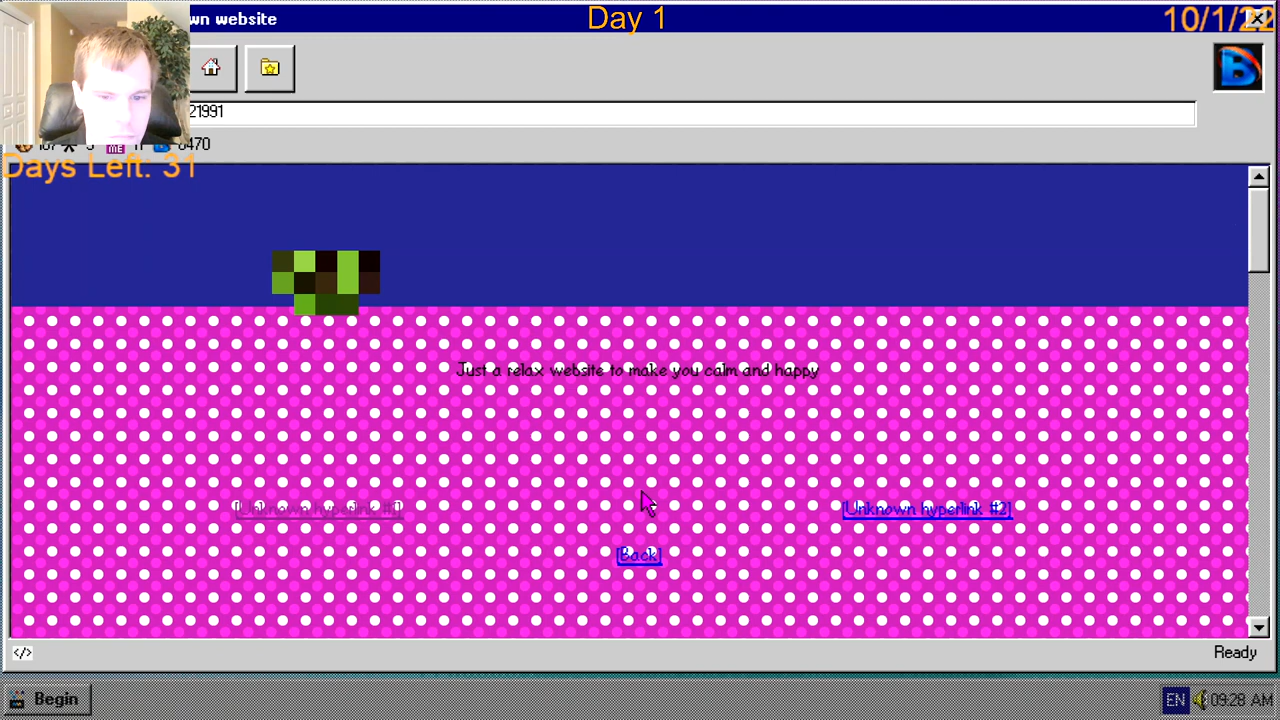 wn website
Day 1
10/1/22
21991
8470
Days Left: 31
Just a relax website to make you calm and happy
[Unknown hyperlink #1]
[Unknown hyperlink #2]
[Back]
</>
Ready
Begin
EN
09:28 AM